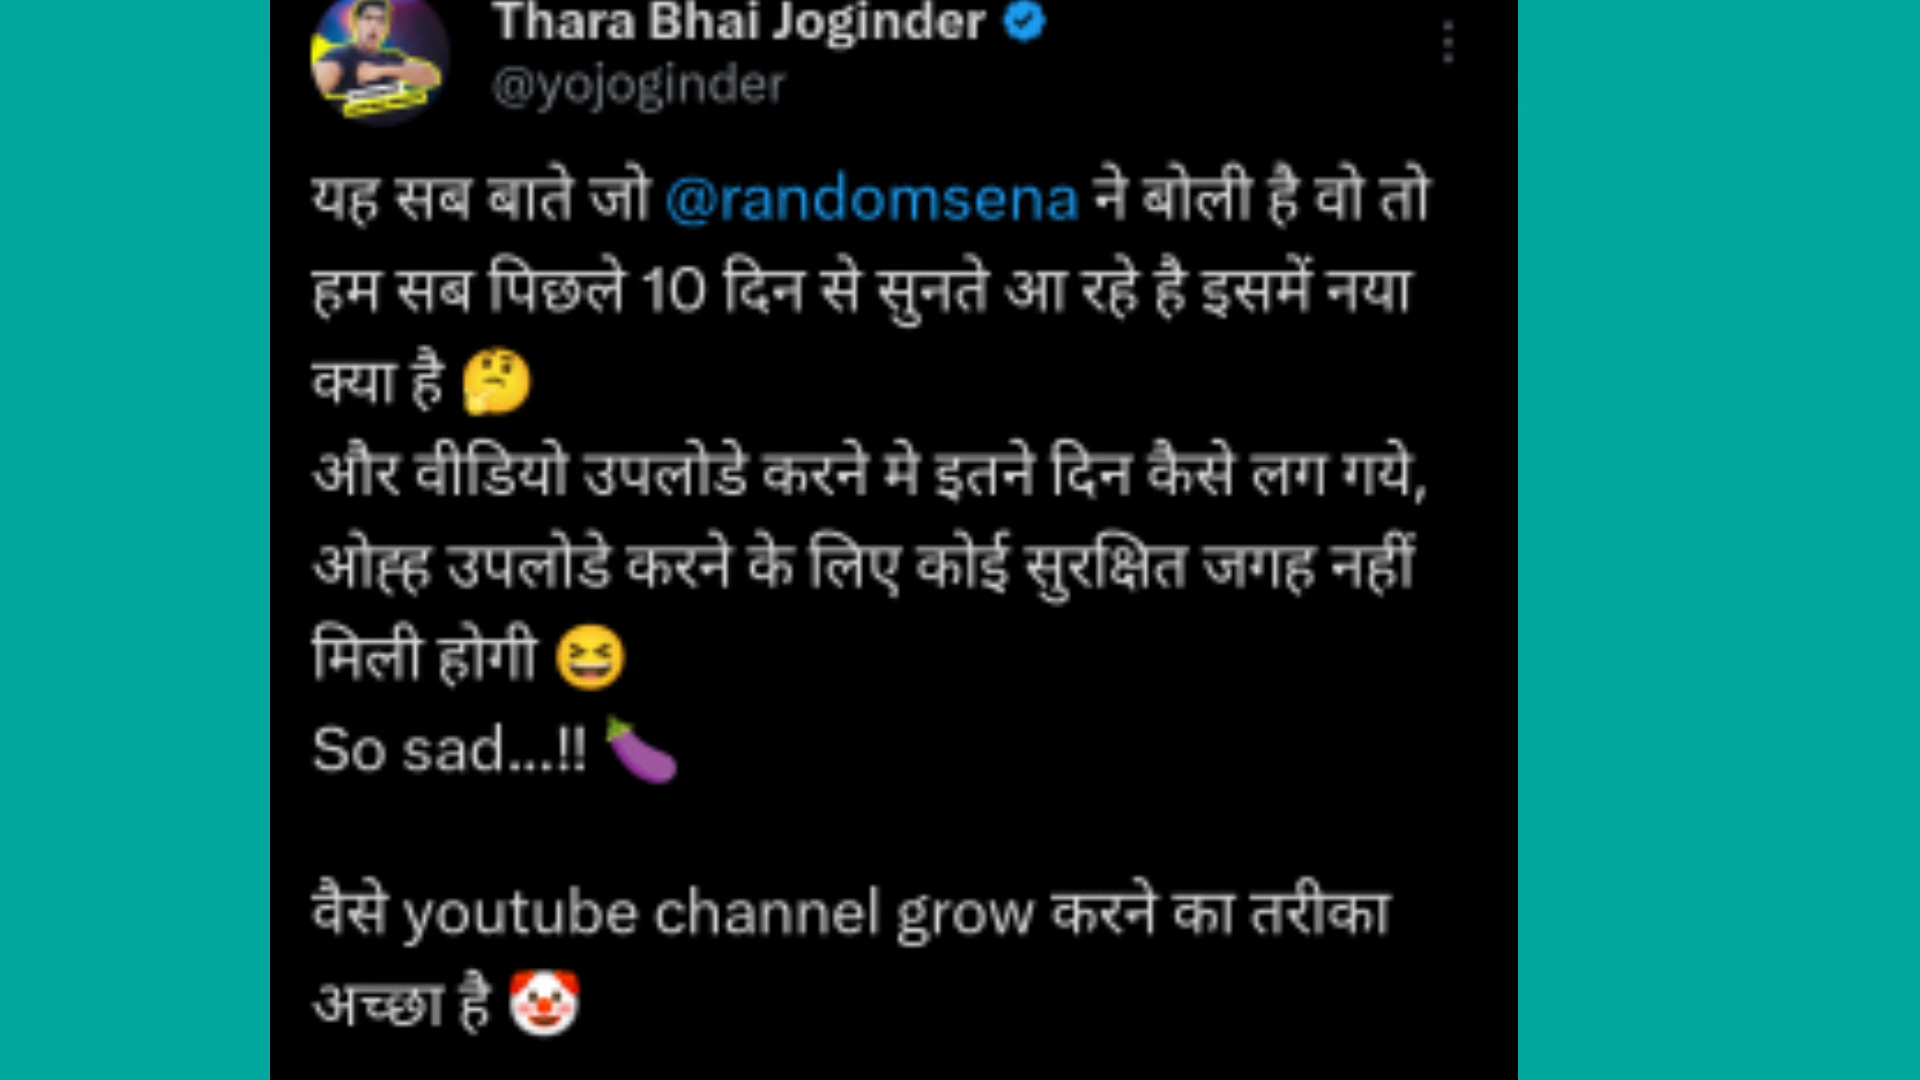 Thara Bhai Joginder
@yojoginder
यह सब बाते जो @randomsena ने बोली है वो तो
हम सब पिछले 10 दिन से सुनते आ रहे है इसमें नया
क्या है 🤔
और वीडियो उपलोडे करने मे इतने दिन कैसे लग गये,
ओह्ह उपलोडे करने के लिए कोई सुरक्षित जगह नहीं
मिली होगी 😆
So sad...!! 🍆
वैसे youtube channel grow करने का तरीका
अच्छा है 🤡